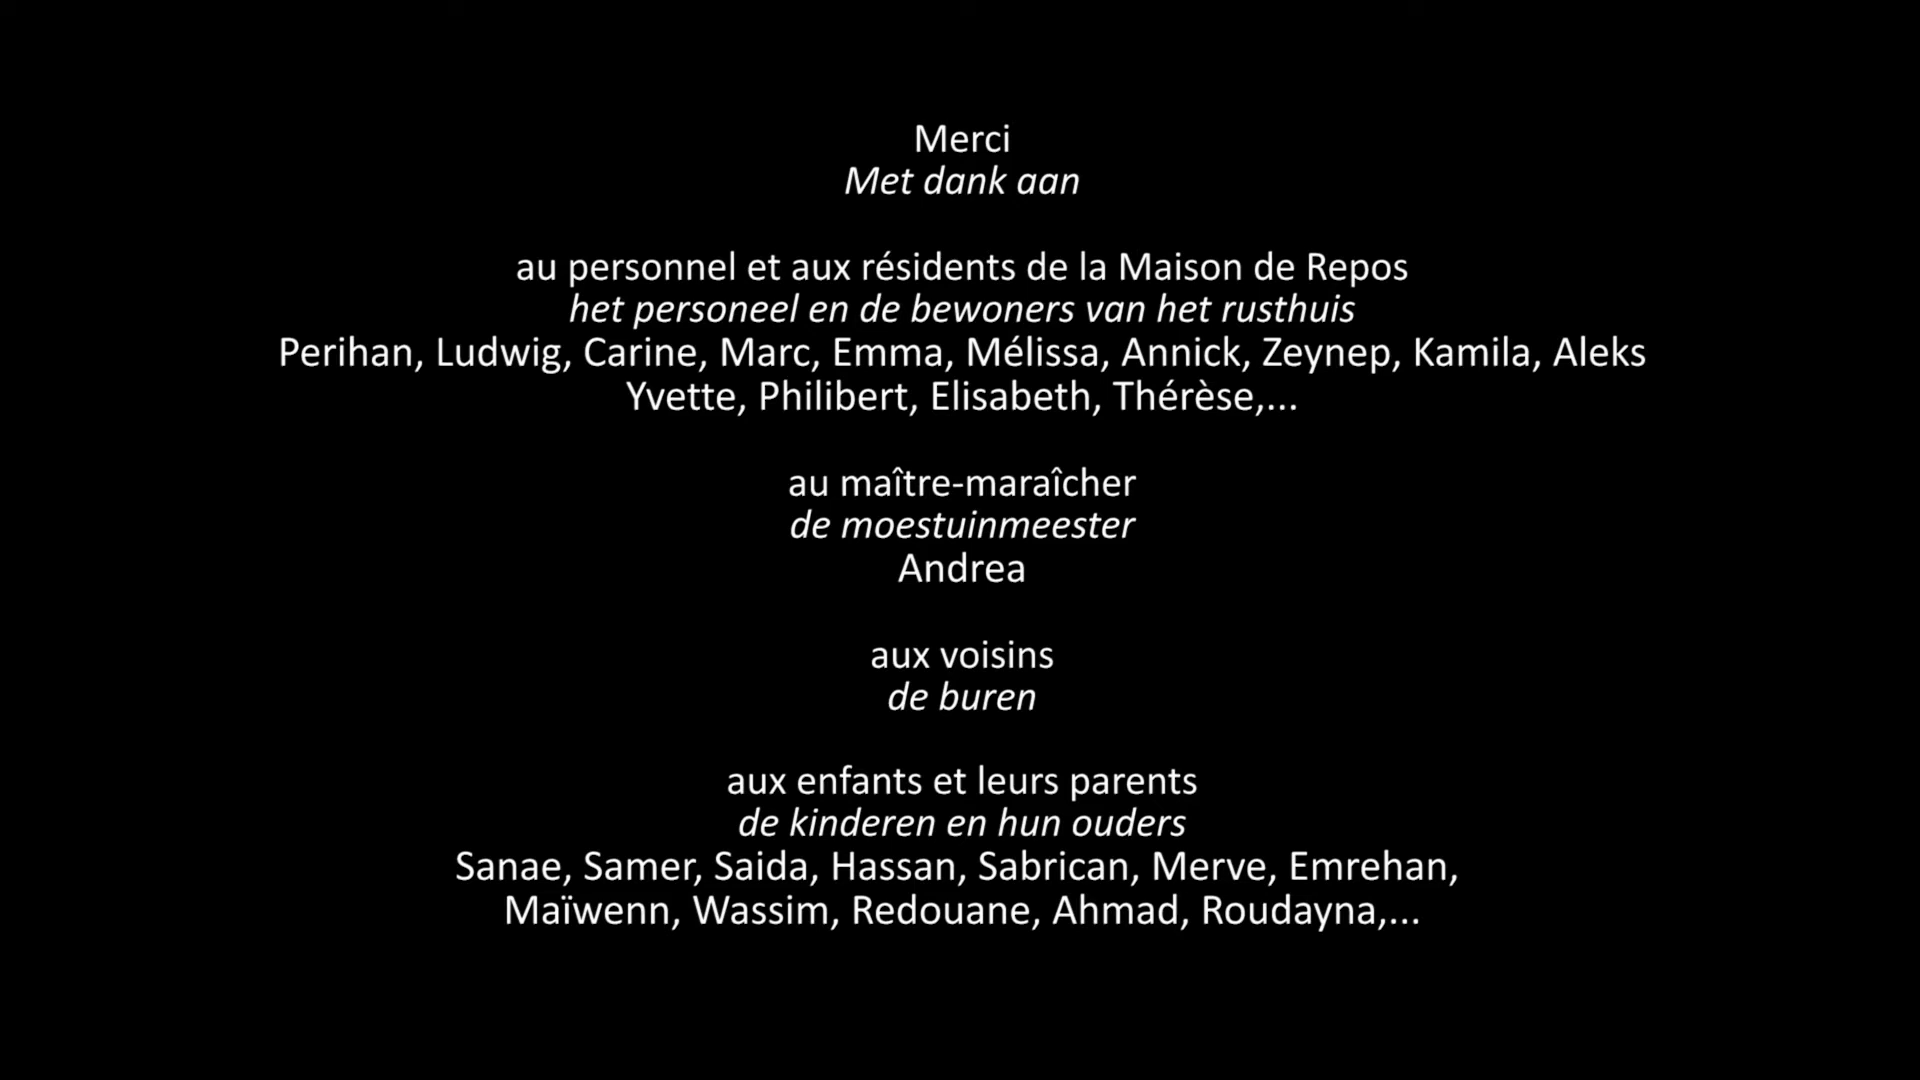 Merci
Met dank aan
au personnel et aux résidents de la Maison de Repos
het personeel en de bewoners van het rusthuis
Perihan, Ludwig, Carine, Marc, Emma, Mélissa, Annick, Zeynep, Kamila, Aleks
Yvette, Philibert, Elisabeth, Thérèse,...
au maître-maraîcher
de moestuinmeester
Andrea
aux voisins
de buren
aux enfants et leurs parents
de kinderen en hun ouders
Sanae, Samer, Saida, Hassan, Sabrican, Merve, Emrehan,
Maïwenn, Wassim, Redouane, Ahmad, Roudayna,...